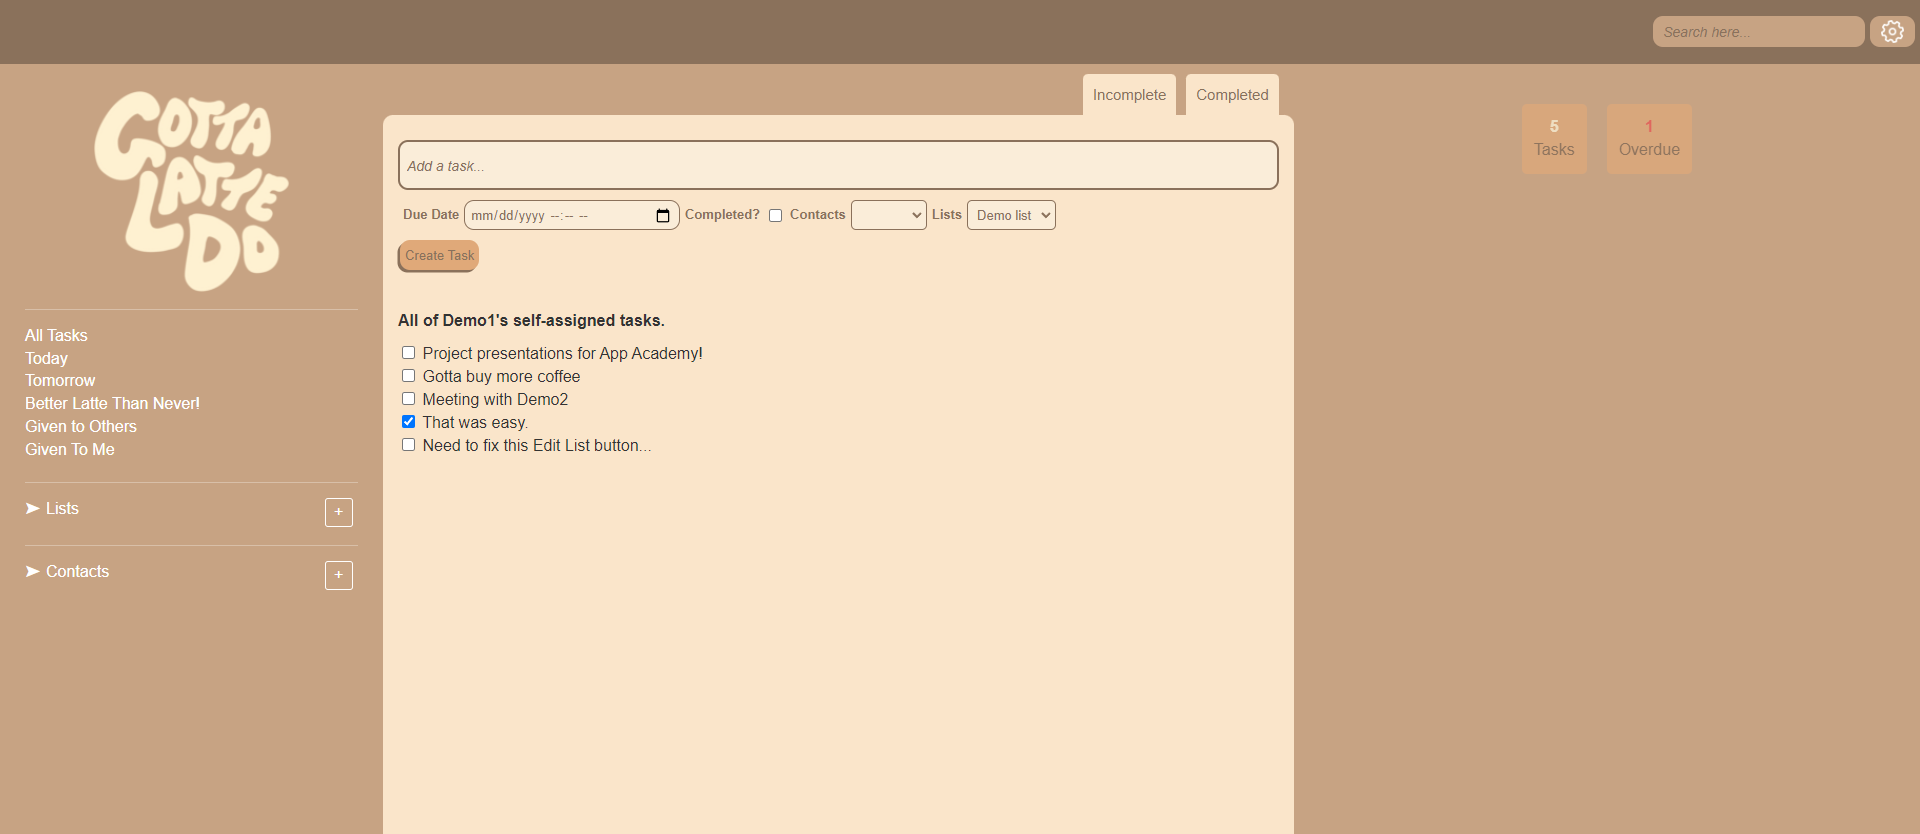 Search here...
GOTTA
LATTE
DO
Incomplete Completed
5
Tasks
1
Overdue
Add a task...
Due Date mm/dd/yyyy --:-- -- Completed? Contacts Lists Demo list
Create Task
All of Demo1's self-assigned tasks.
Project presentations for App Academy!
Gotta buy more coffee
Meeting with Demo2
That was easy.
Need to fix this Edit List button...
All Tasks
Today
Tomorrow
Better Latte Than Never!
Given to Others
Given To Me
➤ Lists +
➤ Contacts +